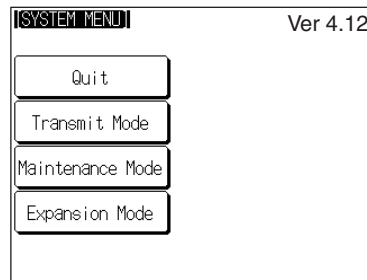 [SYSTEM MENU]
Ver 4.12
Quit
Transmit Mode
Maintenance Mode
Expansion Mode